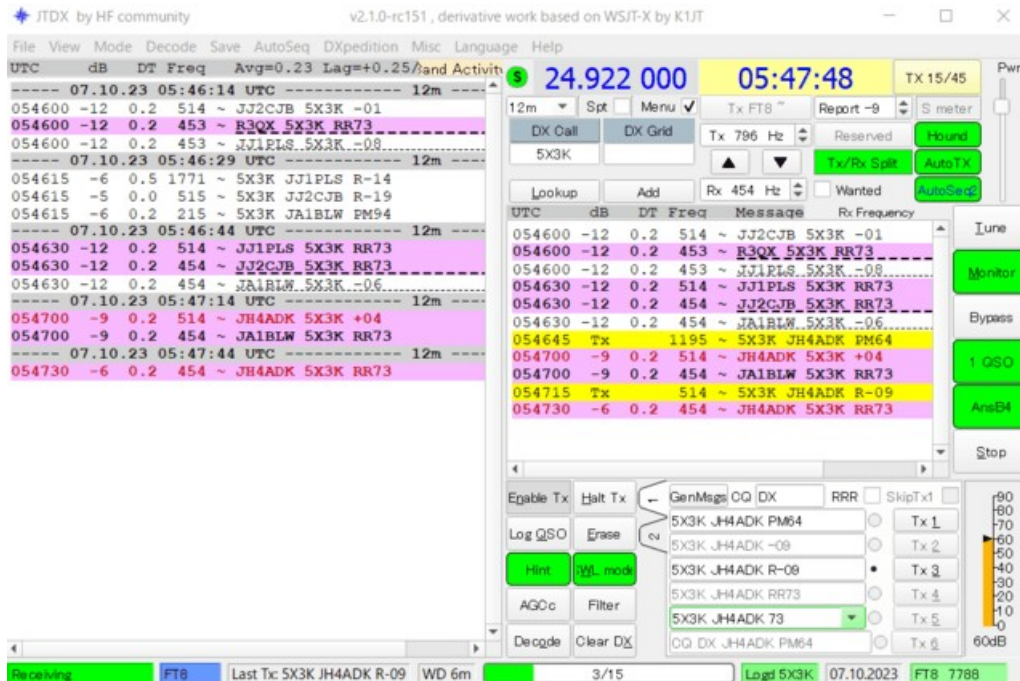 JTDX by HF community v2.1.0-rc151 , derivative work based on WSJT-X by K1JT
File View Mode Decode Save AutoSeq DXpedition Misc Language Help
UTC dB DT Freq Avg=0.23 Lag=+0.25/Band Activity
----- 07.10.23 05:46:14 UTC ------------ 12m ----
054600 -12 0.2 514 ~ JJ2CJB 5X3K -01
054600 -12 0.2 453 ~ R3QX 5X3K RR73
054600 -12 0.2 453 ~ JJ1PLS 5X3K -08
----- 07.10.23 05:46:29 UTC ------------ 12m ----
054615 -6 0.5 1771 ~ 5X3K JJ1PLS R-14
054615 -5 0.0 515 ~ 5X3K JJ2CJB R-19
054615 -6 0.2 215 ~ 5X3K JA1BLW PM94
----- 07.10.23 05:46:44 UTC ------------ 12m ----
054630 -12 0.2 514 ~ JJ1PLS 5X3K RR73
054630 -12 0.2 454 ~ JJ2CJB 5X3K RR73
054630 -12 0.2 454 ~ JA1BLW 5X3K -06
----- 07.10.23 05:47:14 UTC ------------ 12m ----
054700 -9 0.2 514 ~ JH4ADK 5X3K +04
054700 -9 0.2 454 ~ JA1BLW 5X3K RR73
----- 07.10.23 05:47:44 UTC ------------ 12m ----
054730 -6 0.2 454 ~ JH4ADK 5X3K RR73
S 24.922 000 05:47:48 TX 15/45 Pwr
12m Spt Menu Tx FT8 ~ Report -9 S meter
DX Call DX Grid Tx 796 Hz Reserved Hound
5X3K Tx/Rx Split AutoTX
Lookup Add Rx 454 Hz Wanted AutoSeq2
UTC dB DT Freq Message Rx Frequency
054600 -12 0.2 514 ~ JJ2CJB 5X3K -01
054600 -12 0.2 453 ~ R3QX 5X3K RR73
054600 -12 0.2 453 ~ JJ1PLS 5X3K -08
054630 -12 0.2 514 ~ JJ1PLS 5X3K RR73
054630 -12 0.2 454 ~ JJ2CJB 5X3K RR73
054630 -12 0.2 454 ~ JA1BLW 5X3K -06
054645 Tx 1195 ~ 5X3K JH4ADK PM64
054700 -9 0.2 514 ~ JH4ADK 5X3K +04
054700 -9 0.2 454 ~ JA1BLW 5X3K RR73
054715 Tx 514 ~ 5X3K JH4ADK R-09
054730 -6 0.2 454 ~ JH4ADK 5X3K RR73
Tune
Monitor
Bypass
1 QSO
AnsB4
Stop
Enable Tx Halt Tx 1 GenMsgs CQ DX RRR SkipTx1
5X3K JH4ADK PM64 Tx 1
Log QSO Erase 2 5X3K JH4ADK -09 Tx 2
Hint SWL mode 5X3K JH4ADK R-09 Tx 3
5X3K JH4ADK RR73 Tx 4
AGCc Filter 5X3K JH4ADK 73 Tx 5
Decode Clear DX CQ DX JH4ADK PM64 Tx 6
90
80
70
60
50
40
30
20
10
0
60dB
Receiving FT8 Last Tx: 5X3K JH4ADK R-09 WD 6m 3/15 Logd 5X3K 07.10.2023 FT8 7788